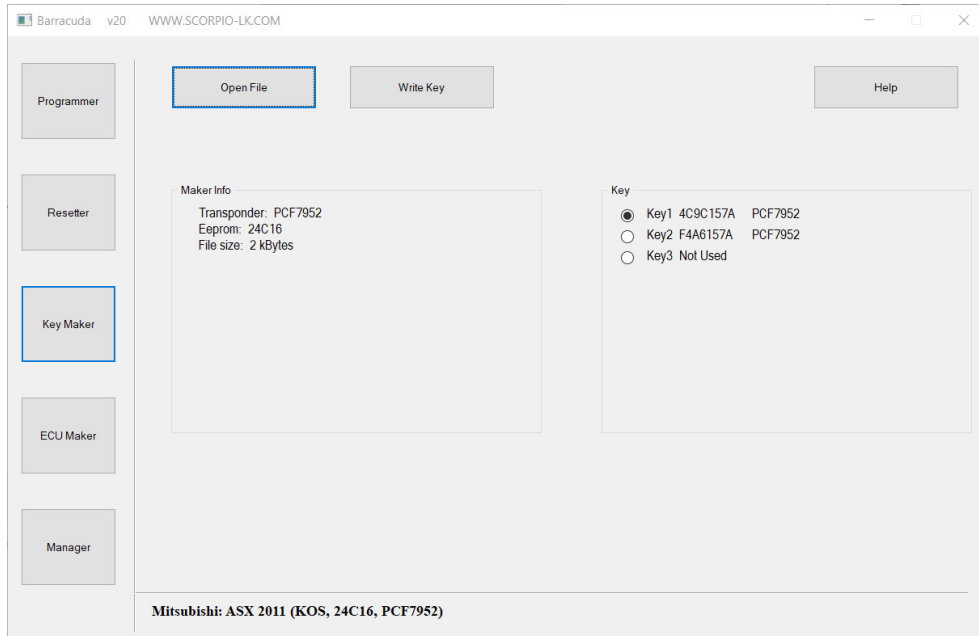 Barracuda v20 WWW.SCORPIO-LK.COM
Programmer
Resetter
Key Maker
ECU Maker
Manager
Open File
Write Key
Help
Maker Info
Transponder: PCF7952
Eeprom: 24C16
File size: 2 kBytes
Key
Key1 4C9C157A PCF7952
Key2 F4A6157A PCF7952
Key3 Not Used
Mitsubishi: ASX 2011 (KOS, 24C16, PCF7952)